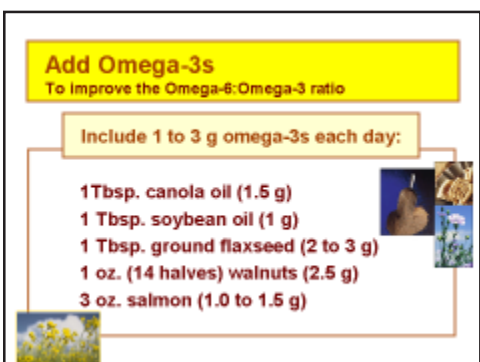 Add Omega-3s
To improve the Omega-6:Omega-3 ratio
Include 1 to 3 g omega-3s each day:
1Tbsp. canola oil (1.5 g)
1 Tbsp. soybean oil (1 g)
1 Tbsp. ground flaxseed (2 to 3 g)
1 oz. (14 halves) walnuts (2.5 g)
3 oz. salmon (1.0 to 1.5 g)